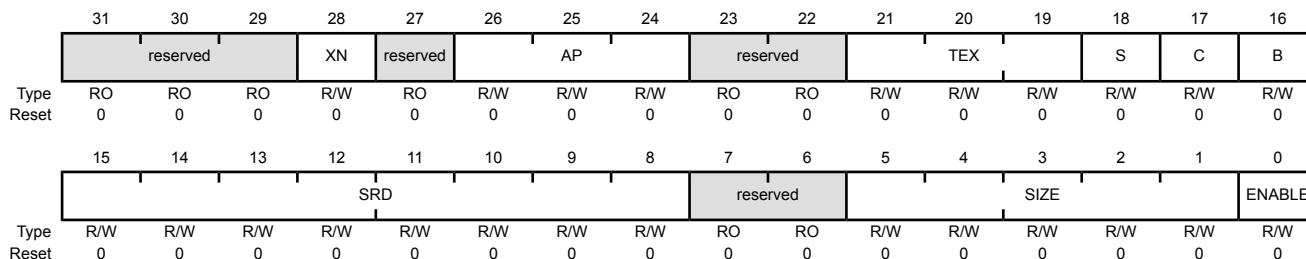 31 30 29 28 27 26 25 24 23 22 21 20 19 18 17 16
reserved XN reserved AP reserved TEX S C B
Type RO RO RO R/W RO R/W R/W R/W RO RO R/W R/W R/W R/W R/W R/W
Reset 0 0 0 0 0 0 0 0 0 0 0 0 0 0 0 0
15 14 13 12 11 10 9 8 7 6 5 4 3 2 1 0
SRD reserved SIZE ENABLE
Type R/W R/W R/W R/W R/W R/W R/W R/W RO RO R/W R/W R/W R/W R/W R/W
Reset 0 0 0 0 0 0 0 0 0 0 0 0 0 0 0 0